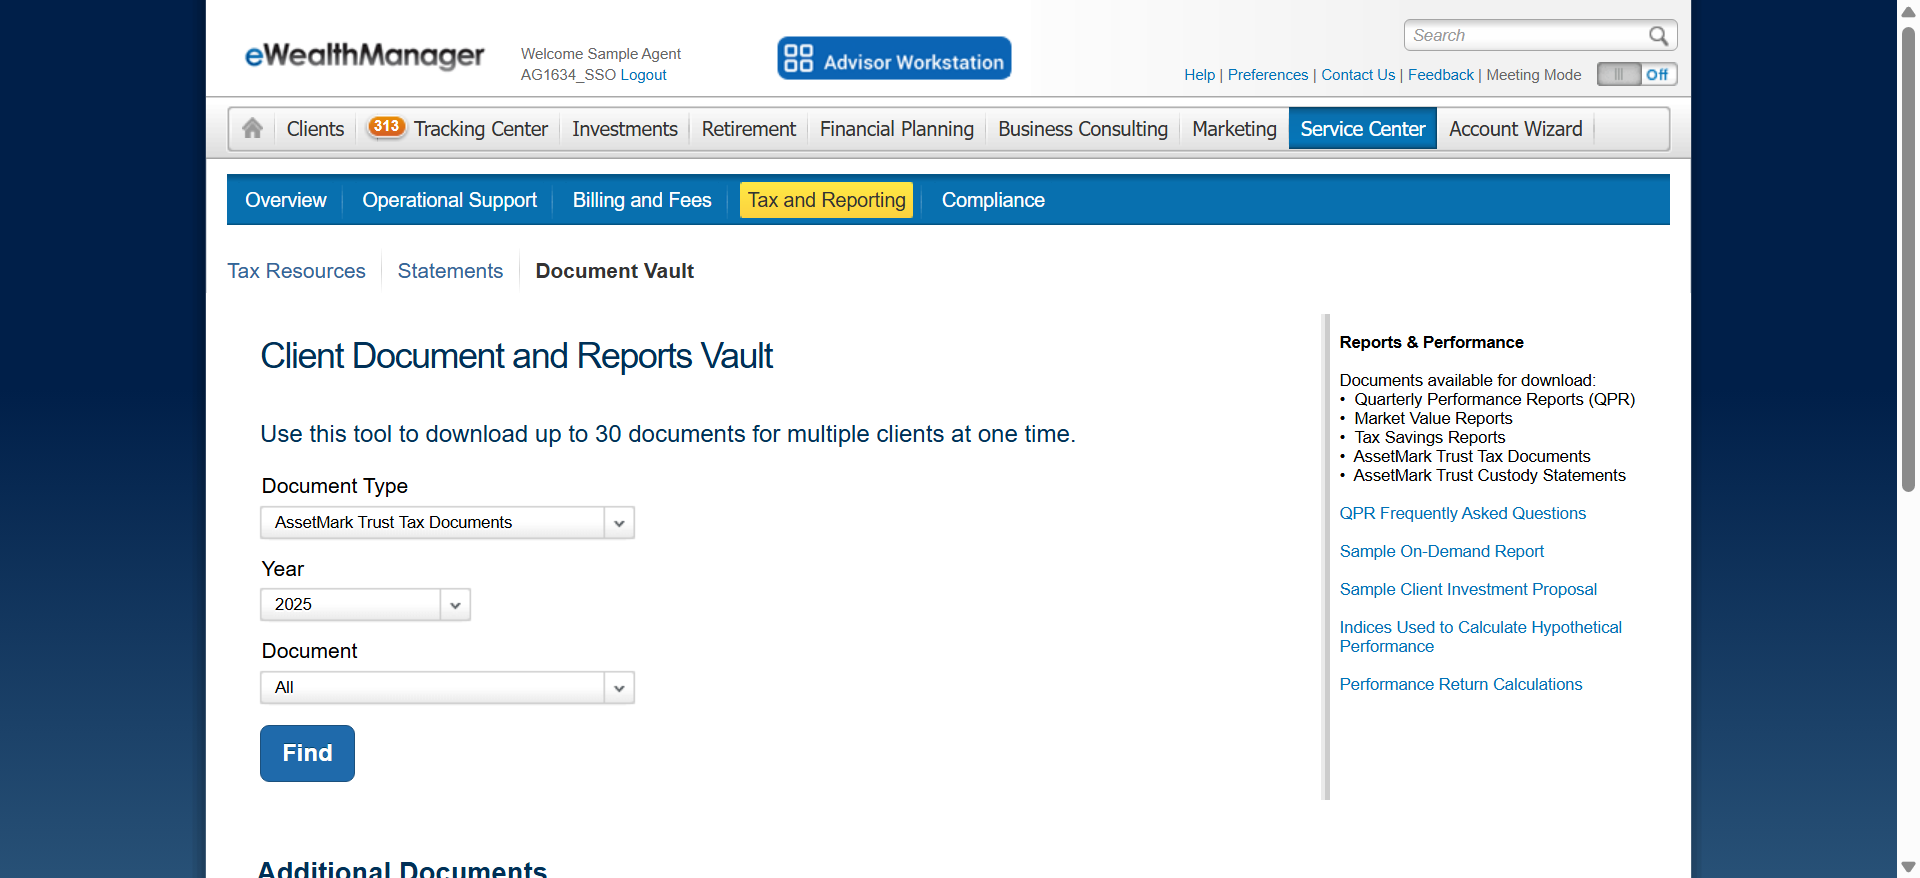 eWealthManager
Welcome Sample Agent
AG1634_SSO Logout
Advisor Workstation
Search
Help | Preferences | Contact Us | Feedback | Meeting Mode Off
Clients 313 Tracking Center Investments Retirement Financial Planning Business Consulting Marketing Service Center Account Wizard
Overview Operational Support Billing and Fees Tax and Reporting Compliance
Tax Resources Statements Document Vault
Client Document and Reports Vault
Use this tool to download up to 30 documents for multiple clients at one time.
Document Type
AssetMark Trust Tax Documents
Year
2025
Document
All
Find
Additional Documents
Reports & Performance
Documents available for download:
• Quarterly Performance Reports (QPR)
• Market Value Reports
• Tax Savings Reports
• AssetMark Trust Tax Documents
• AssetMark Trust Custody Statements
QPR Frequently Asked Questions
Sample On-Demand Report
Sample Client Investment Proposal
Indices Used to Calculate Hypothetical
Performance
Performance Return Calculations